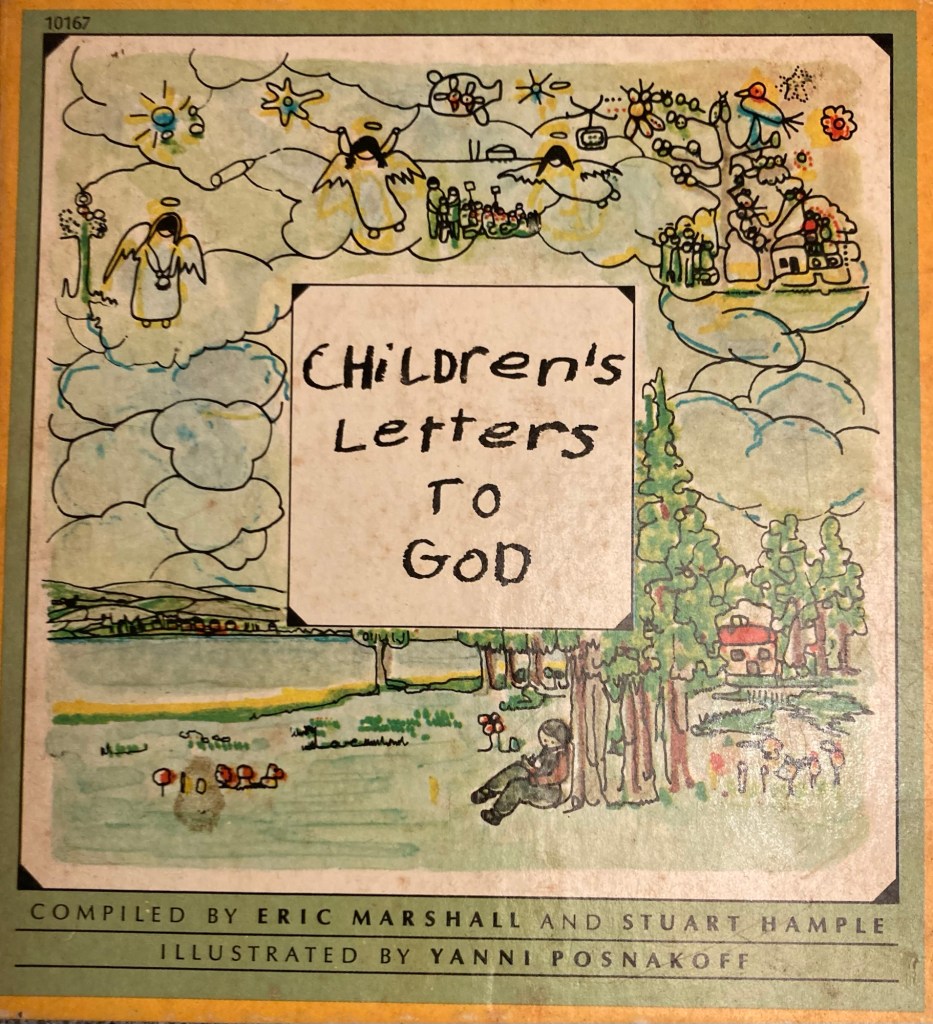 10167
CHiLDren's
Letters
TO
GOD
COMPILED BY ERIC MARSHALL AND STUART HAMPLE
ILLUSTRATED BY YANNI POSNAKOFF